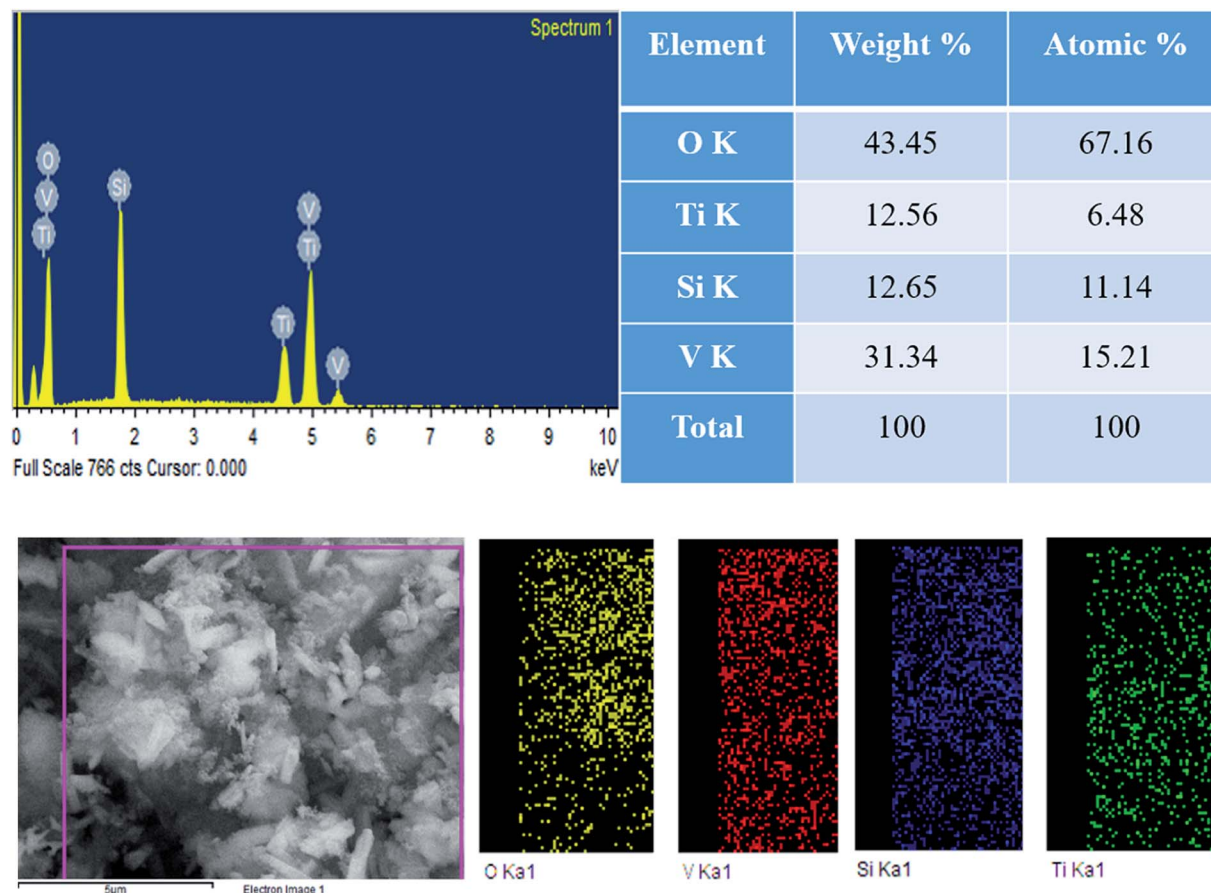 Spectrum 1
O
V
Ti
Si
V
Ti
Ti
V
0 1 2 3 4 5 6 7 8 9 10
Full Scale 766 cts Cursor: 0.000 keV
Element Weight % Atomic %
O K 43.45 67.16
Ti K 12.56 6.48
Si K 12.65 11.14
V K 31.34 15.21
Total 100 100
5µm Electron Image 1
O Ka1
V Ka1
Si Ka1
Ti Ka1